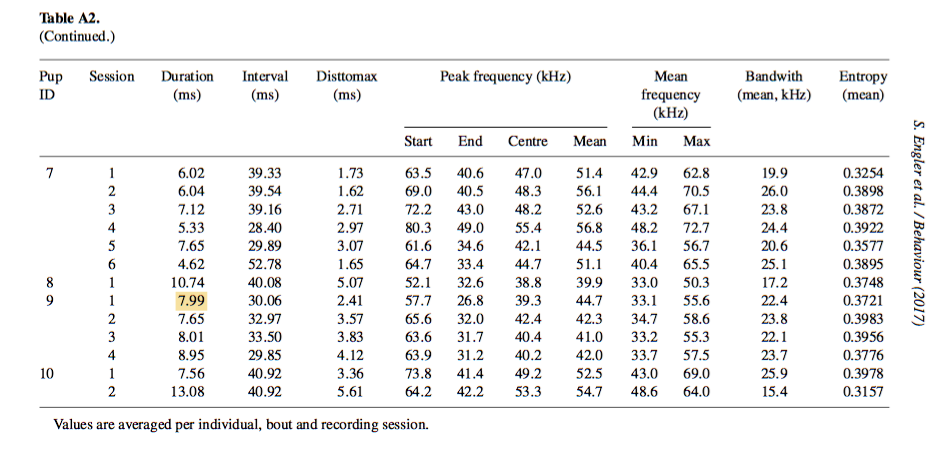 Table A2.
(Continued.)
Pup Session Duration Interval Disttomax Peak frequency (kHz) Mean Bandwith Entropy
ID (ms) (ms) (ms) frequency (mean, kHz) (mean)
(kHz)
Start End Centre Mean Min Max
7 1 6.02 39.33 1.73 63.5 40.6 47.0 51.4 42.9 62.8 19.9 0.3254
2 6.04 39.54 1.62 69.0 40.5 48.3 56.1 44.4 70.5 26.0 0.3898
3 7.12 39.16 2.71 72.2 43.0 48.2 52.6 43.2 67.1 23.8 0.3872
4 5.33 28.40 2.97 80.3 49.0 55.4 56.8 48.2 72.7 24.4 0.3922
5 7.65 29.89 3.07 61.6 34.6 42.1 44.5 36.1 56.7 20.6 0.3577
6 4.62 52.78 1.65 64.7 33.4 44.7 51.1 40.4 65.5 25.1 0.3895
8 1 10.74 40.08 5.07 52.1 32.6 38.8 39.9 33.0 50.3 17.2 0.3748
9 1 7.99 30.06 2.41 57.7 26.8 39.3 44.7 33.1 55.6 22.4 0.3721
2 7.65 32.97 3.57 65.6 32.0 42.4 42.3 34.7 58.6 23.8 0.3983
3 8.01 33.50 3.83 63.6 31.7 40.4 41.0 33.2 55.3 22.1 0.3956
4 8.95 29.85 4.12 63.9 31.2 40.2 42.0 33.7 57.5 23.7 0.3776
10 1 7.56 40.92 3.36 73.8 41.4 49.2 52.5 43.0 69.0 25.9 0.3978
2 13.08 40.92 5.61 64.2 42.2 53.3 54.7 48.6 64.0 15.4 0.3157
Values are averaged per individual, bout and recording session.
S. Engler et al. / Behaviour (2017)